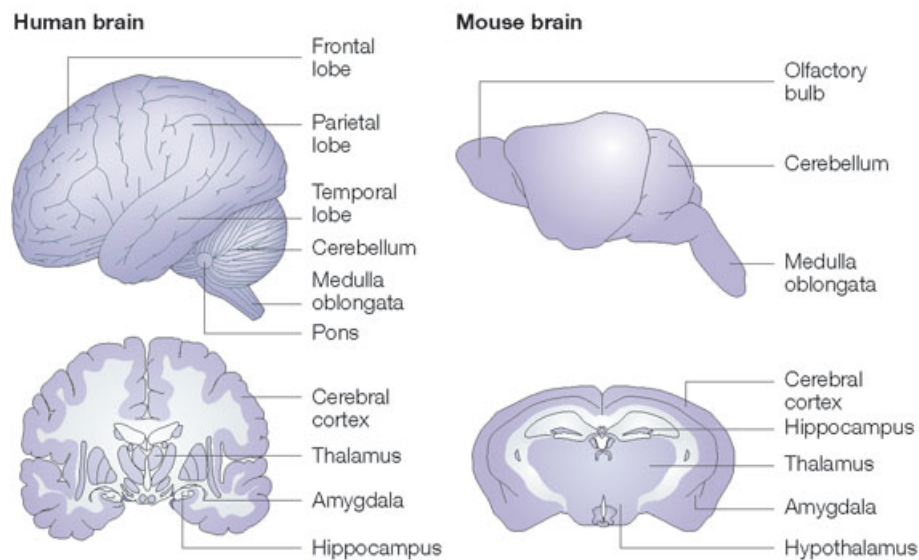 Human brain
Frontal
lobe
Parietal
lobe
Temporal
lobe
Cerebellum
Medulla
oblongata
Pons
Cerebral
cortex
Thalamus
Amygdala
Hippocampus
Mouse brain
Olfactory
bulb
Cerebellum
Medulla
oblongata
Cerebral
cortex
Hippocampus
Thalamus
Amygdala
Hypothalamus